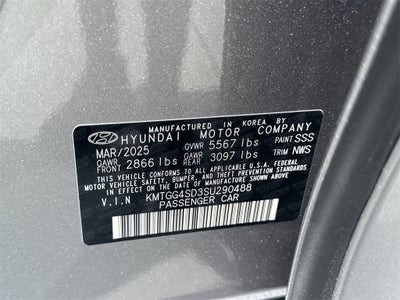 MANUFACTURED IN KOREA BY
HYUNDAI MOTOR COMPANY
MAR/2025 GVWR 5567 lbs PAINT SSS
GAWR FRONT 2866 lbs GAWR REAR 3097 lbs TRIM NWS
THIS VEHICLE CONFORMS TO ALL APPLICABLE U.S.A. FEDERAL
MOTOR VEHICLE SAFETY, BUMPER, AND THEFT PREVENTION
STANDARDS IN EFFECT ON THE DATE OF MANUFACTURE SHOWN ABOVE.
V.I.N KMTGG4SD3SU290488
PASSENGER CAR